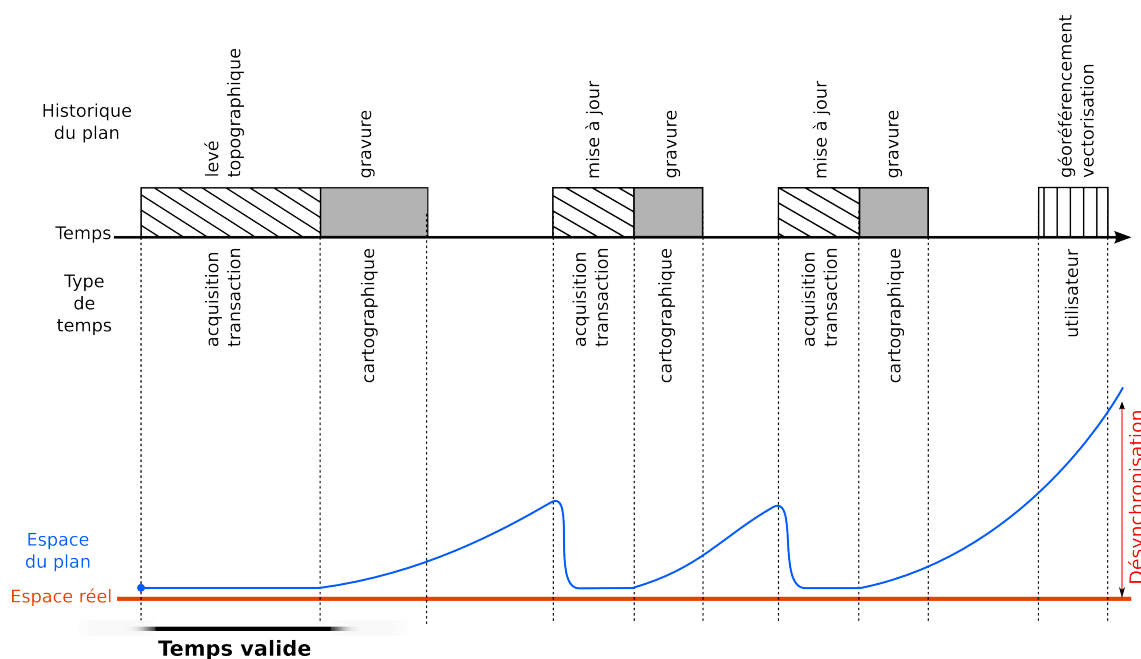 Historique
du plan
levé
topographique
gravure
mise à jour
gravure
mise à jour
gravure
géoréférencement
vectorisation
Temps
Type
de
temps
acquisition
transaction
cartographique
acquisition
transaction
cartographique
acquisition
transaction
cartographique
utilisateur
Espace
du plan
Espace réel
Désynchronisation
Temps valide